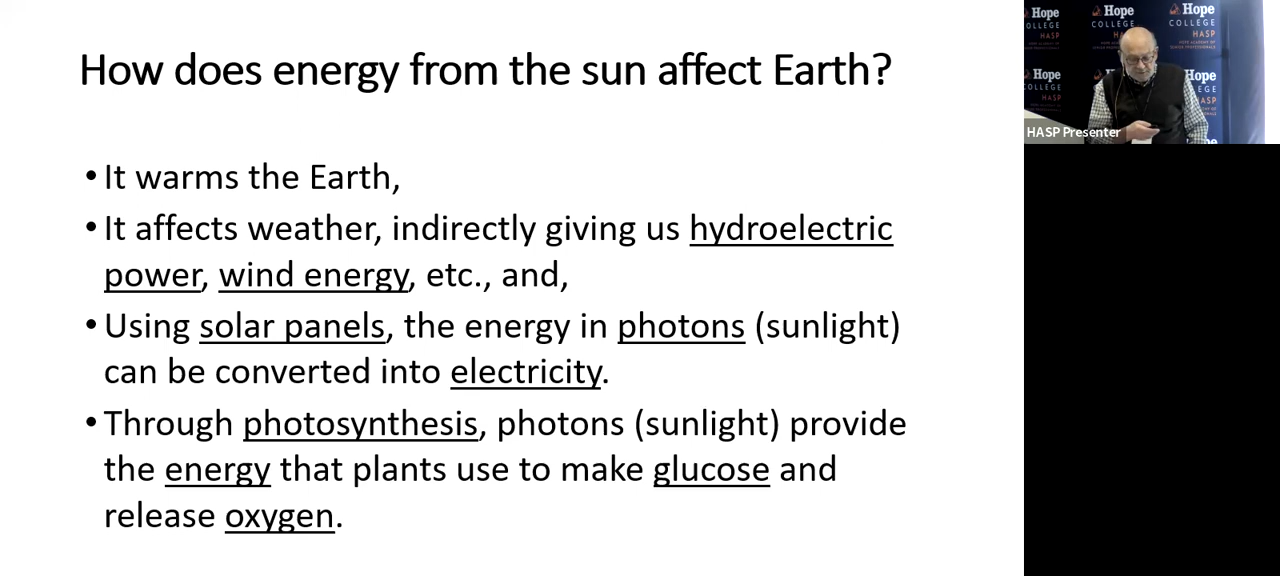 How does energy from the sun affect Earth?
• It warms the Earth,
• It affects weather, indirectly giving us hydroelectric
power, wind energy, etc., and,
• Using solar panels, the energy in photons (sunlight)
can be converted into electricity.
• Through photosynthesis, photons (sunlight) provide
the energy that plants use to make glucose and
release oxygen.
Hope Hope Hope
COLLEGE COLLEGE COLLEGE
HASP HASP
Hope Hope
HASP Presenter